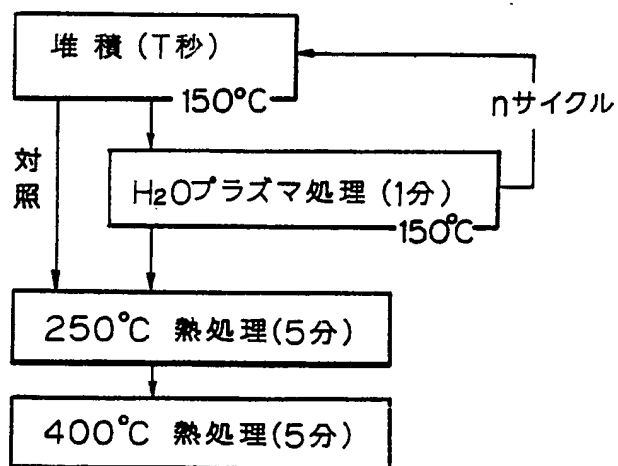 堆積(T秒)
150°C
nサイクル
対照
H₂Oプラズマ処理(1分)
150°C
250°C 熱処理(5分)
400°C 熱処理(5分)